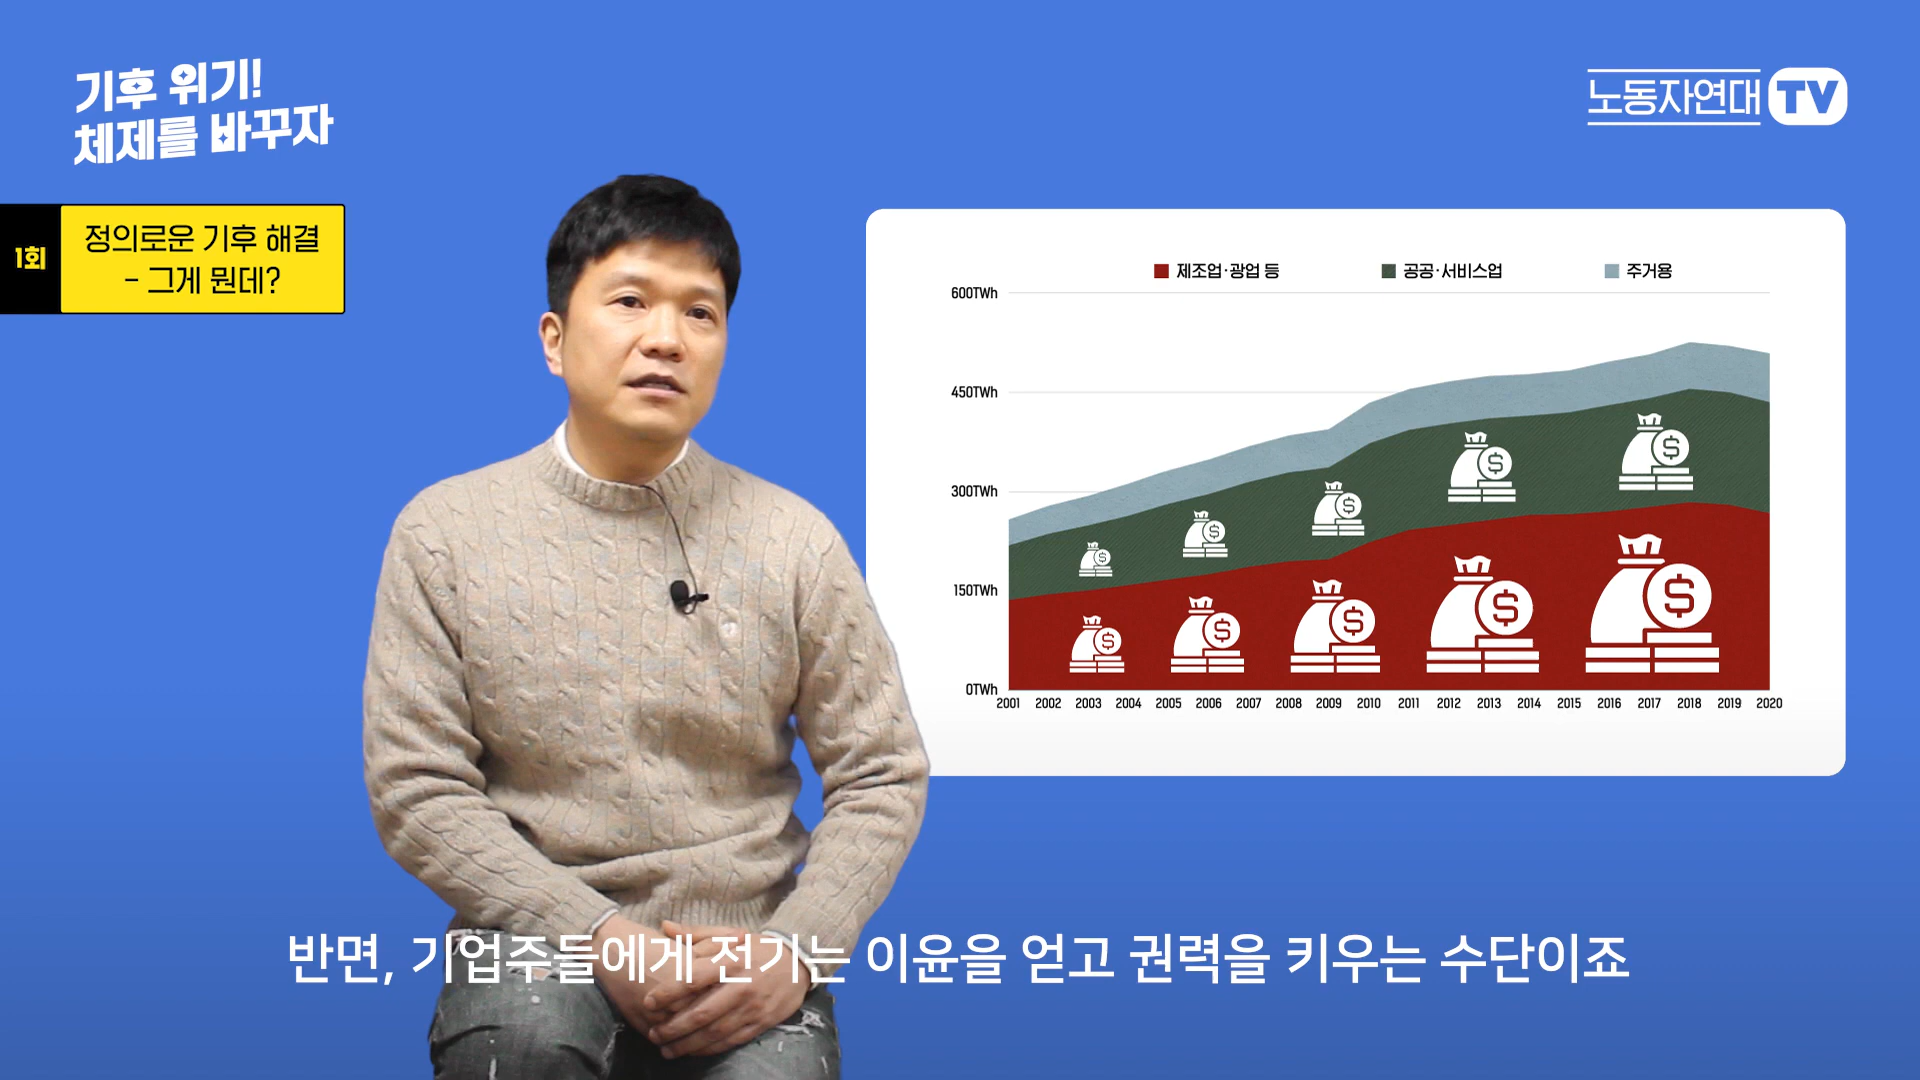 기후 위기!
체제를 바꾸자
노동자연대 TV
1회
정의로운 기후 해결
- 그게 뭔데?
제조업·광업 등 공공·서비스업 주거용
600TWh
450TWh
300TWh
150TWh
0TWh
2001 2002 2003 2004 2005 2006 2007 2008 2009 2010 2011 2012 2013 2014 2015 2016 2017 2018 2019 2020
반면, 기업주들에게 전기는 이윤을 얻고 권력을 키우는 수단이죠